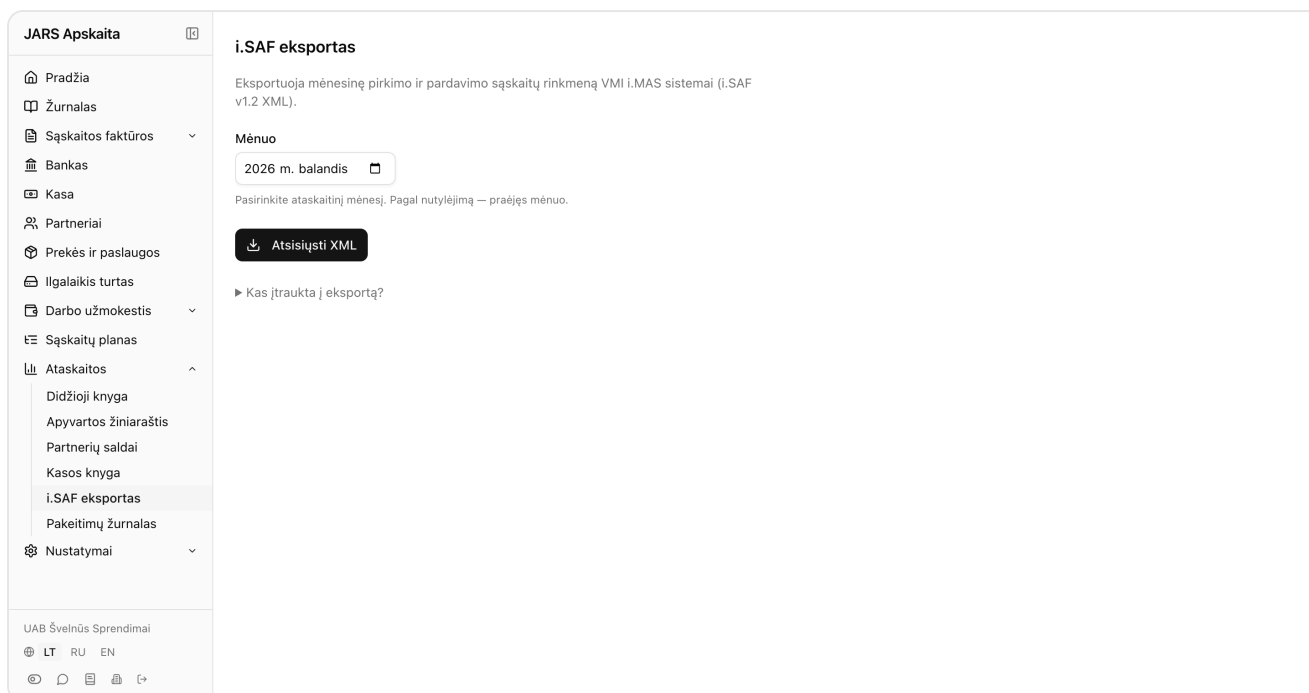 JARS Apskaita
Pradžia
Žurnalas
Sąskaitos faktūros
Bankas
Kasa
Partneriai
Prekės ir paslaugos
Ilgalaikis turtas
Darbo užmokestis
Sąskaitų planas
Ataskaitos
Didžioji knyga
Apyvartos žiniaraštis
Partnerių saldai
Kasos knyga
i.SAF eksportas
Pakeitimų žurnalas
Nustatymai
UAB Švelnūs Sprendimai
LT RU EN
i.SAF eksportas
Eksportuoja mėnesinę pirkimo ir pardavimo sąskaitų rinkmeną VMI i.MAS sistemai (i.SAF
v1.2 XML).
Mėnuo
2026 m. balandis
Pasirinkite ataskaitinį mėnesį. Pagal nutylėjimą — praėjęs mėnuo.
Atsisiųsti XML
Kas įtraukta į eksportą?